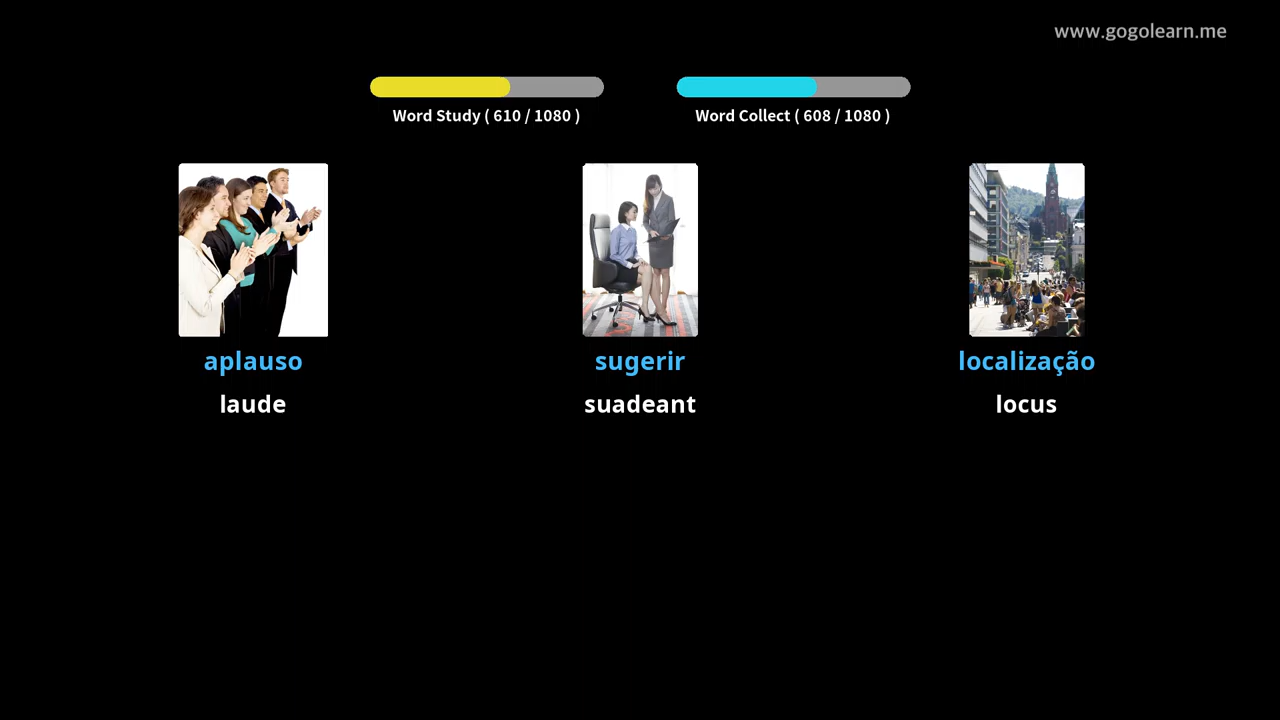 www.gogolearn.me
Word Study ( 610 / 1080 )
Word Collect ( 608 / 1080 )
aplauso
sugerir
localização
laude
suadeant
locus